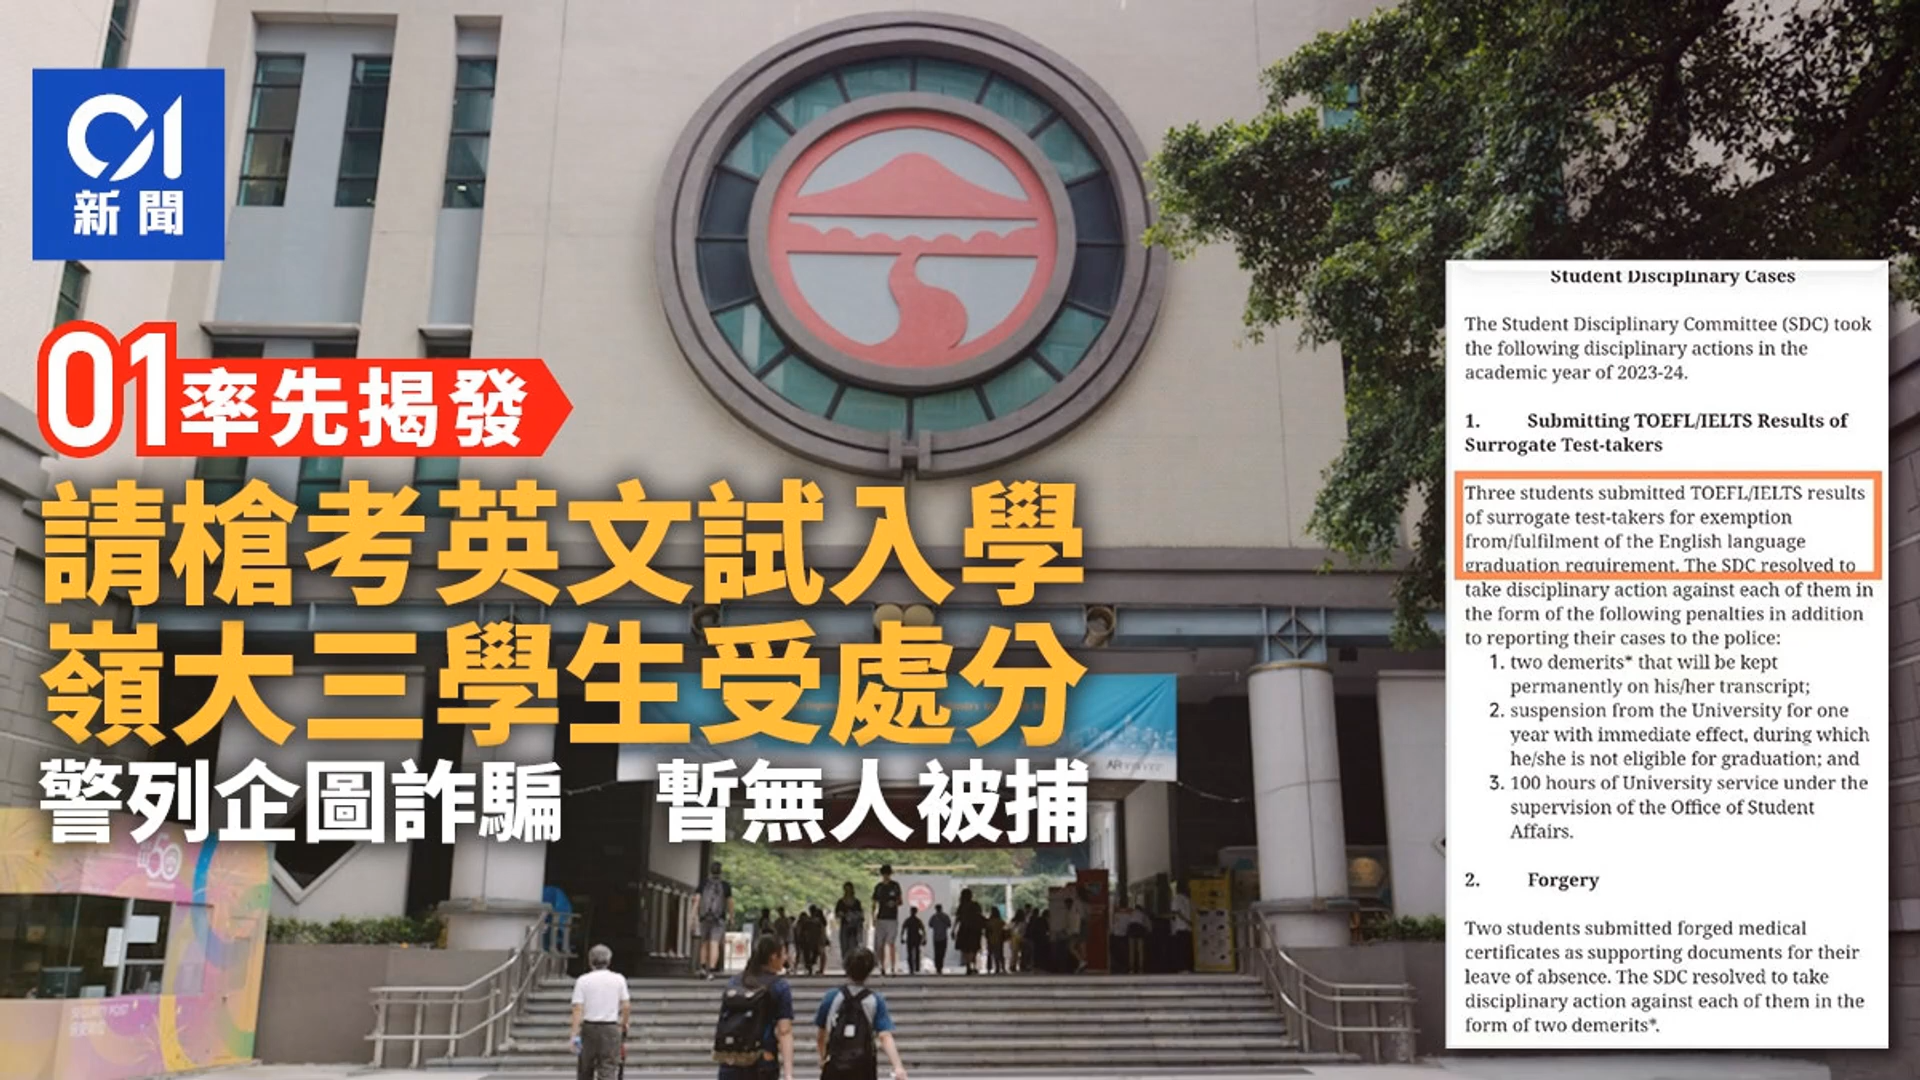 01
新聞
01率先揭發
請槍考英文試入學
嶺大三學生受處分
警列企圖詐騙 暫無人被捕
Student Disciplinary Cases
The Student Disciplinary Committee (SDC) took
the following disciplinary actions in the
academic year of 2023-24.
1. Submitting TOEFL/IELTS Results of
Surrogate Test-takers
Three students submitted TOEFL/IELTS results
of surrogate test-takers for exemption
from/fulfilment of the English language
graduation requirement. The SDC resolved to
take disciplinary action against each of them in
the form of the following penalties in addition
to reporting their cases to the police:
1. two demerits* that will be kept
permanently on his/her transcript;
2. suspension from the University for one
year with immediate effect, during which
he/she is not eligible for graduation; and
3. 100 hours of University service under the
supervision of the Office of Student
Affairs.
2. Forgery
Two students submitted forged medical
certificates as supporting documents for their
leave of absence. The SDC resolved to take
disciplinary action against each of them in the
form of two demerits*.
SECURITY POST